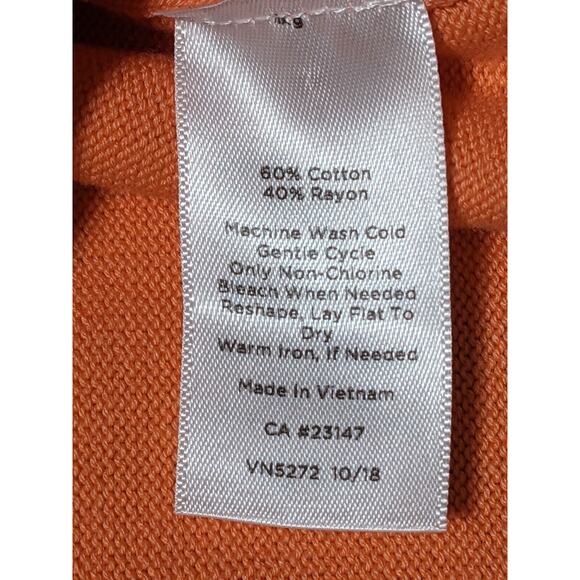 60% Cotton
40% Rayon
Machine Wash Cold
Gentle Cycle
Only Non-Chlorine
Bleach When Needed
Reshape, Lay Flat To
Dry
Warm Iron, If Needed
Made In Vietnam
CA #23147
VN5272 10/18